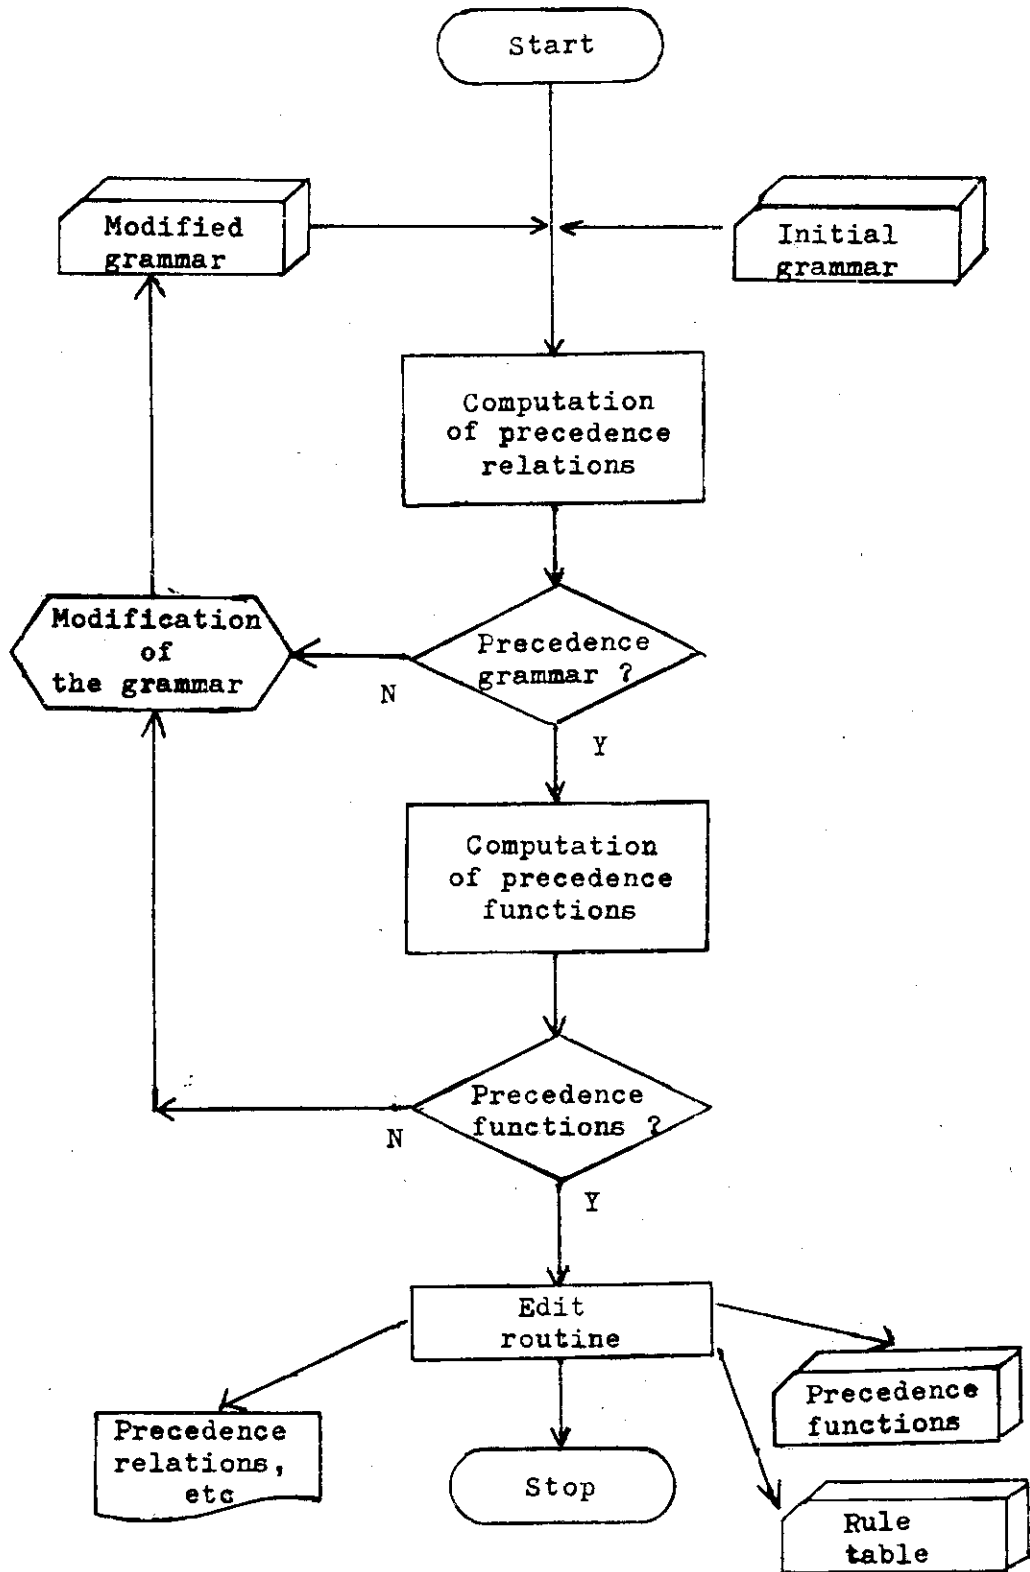 Start
Modified
grammar
Initial
grammar
Computation
of precedence
relations
Modification
of
the grammar
Precedence
grammar ?
N
Y
Computation
of precedence
functions
Precedence
functions ?
N
Y
Edit
routine
Precedence
functions
Precedence
relations,
etc
Stop
Rule
table